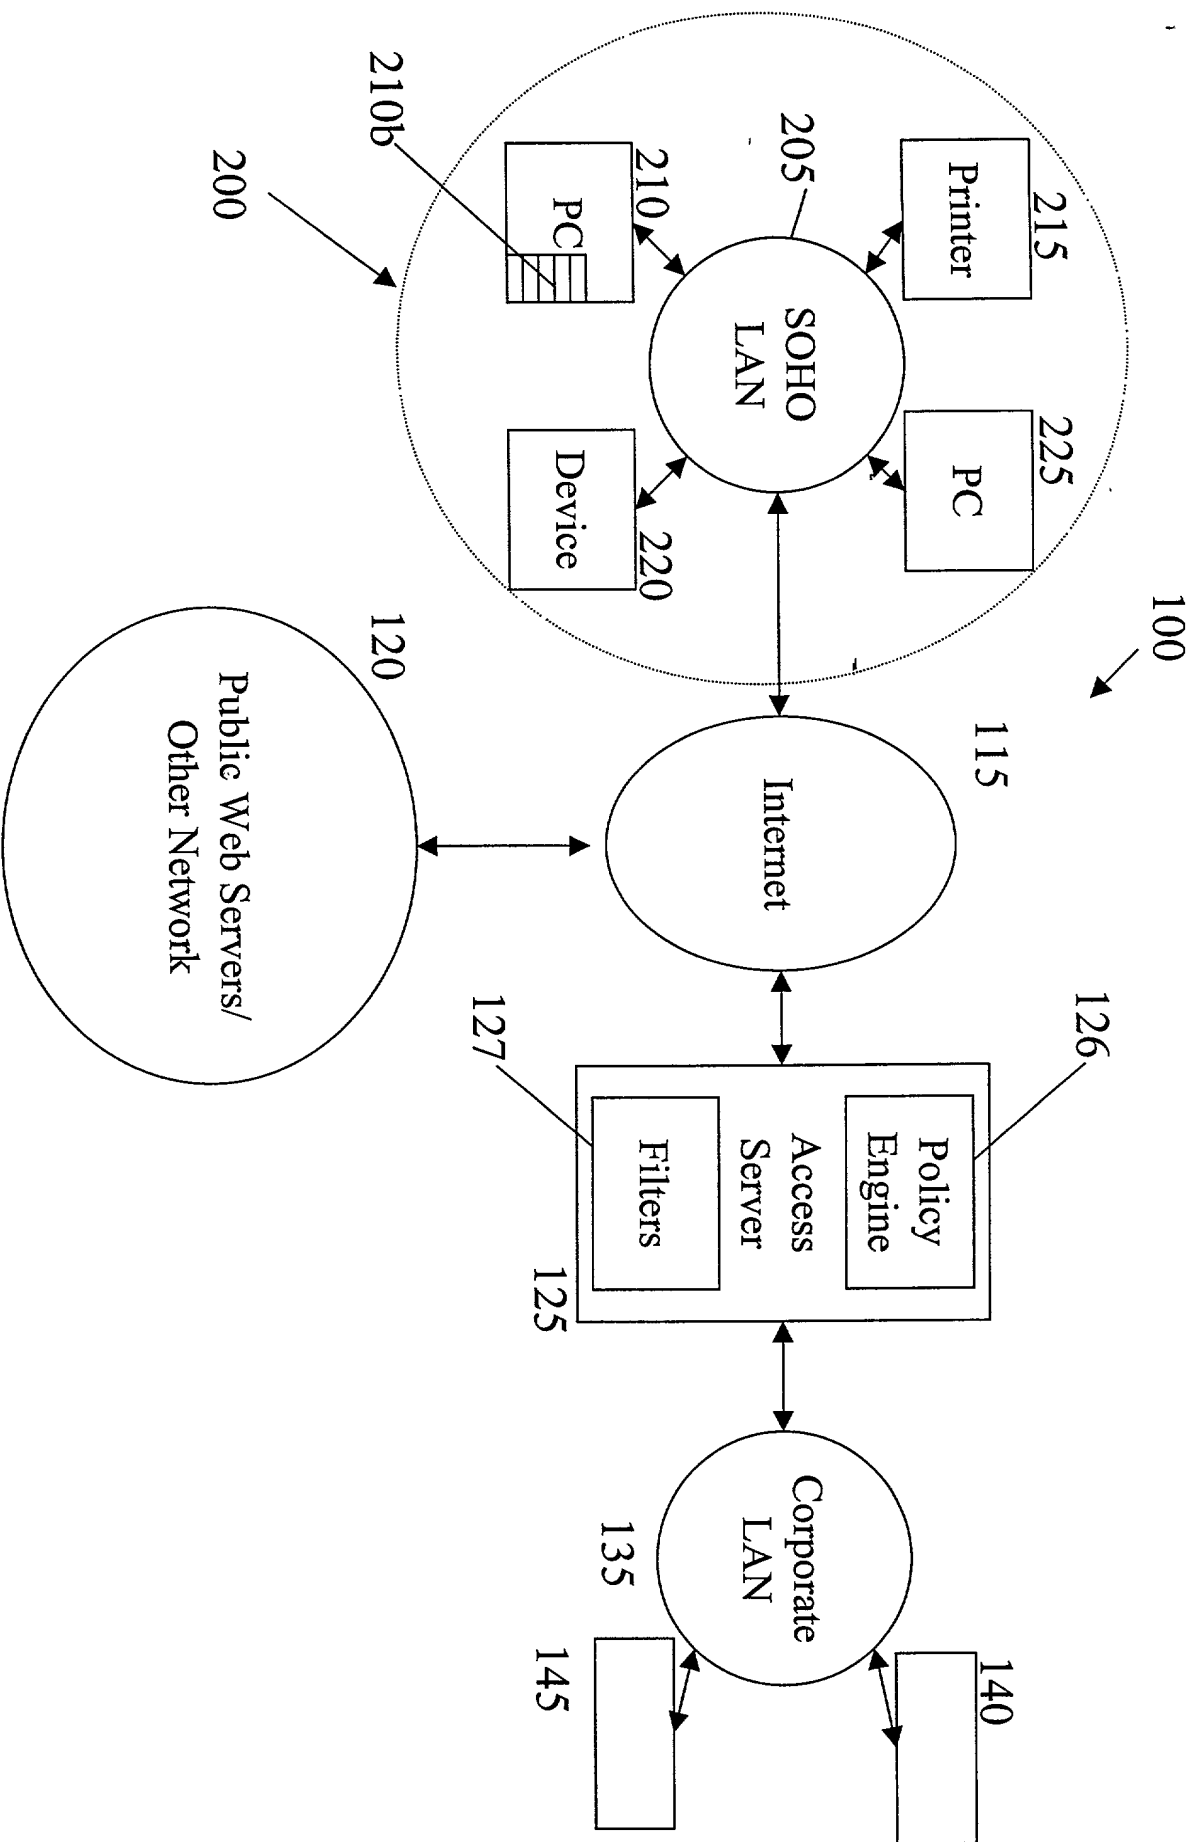 100
215
Printer
225
PC
205
SOHO
LAN
210
PC
210b
Device
220
200
115
Internet
120
Public Web Servers/
Other Network
126
Policy
Engine
Access
Server
Filters
127
125
Corporate
LAN
135
140
145